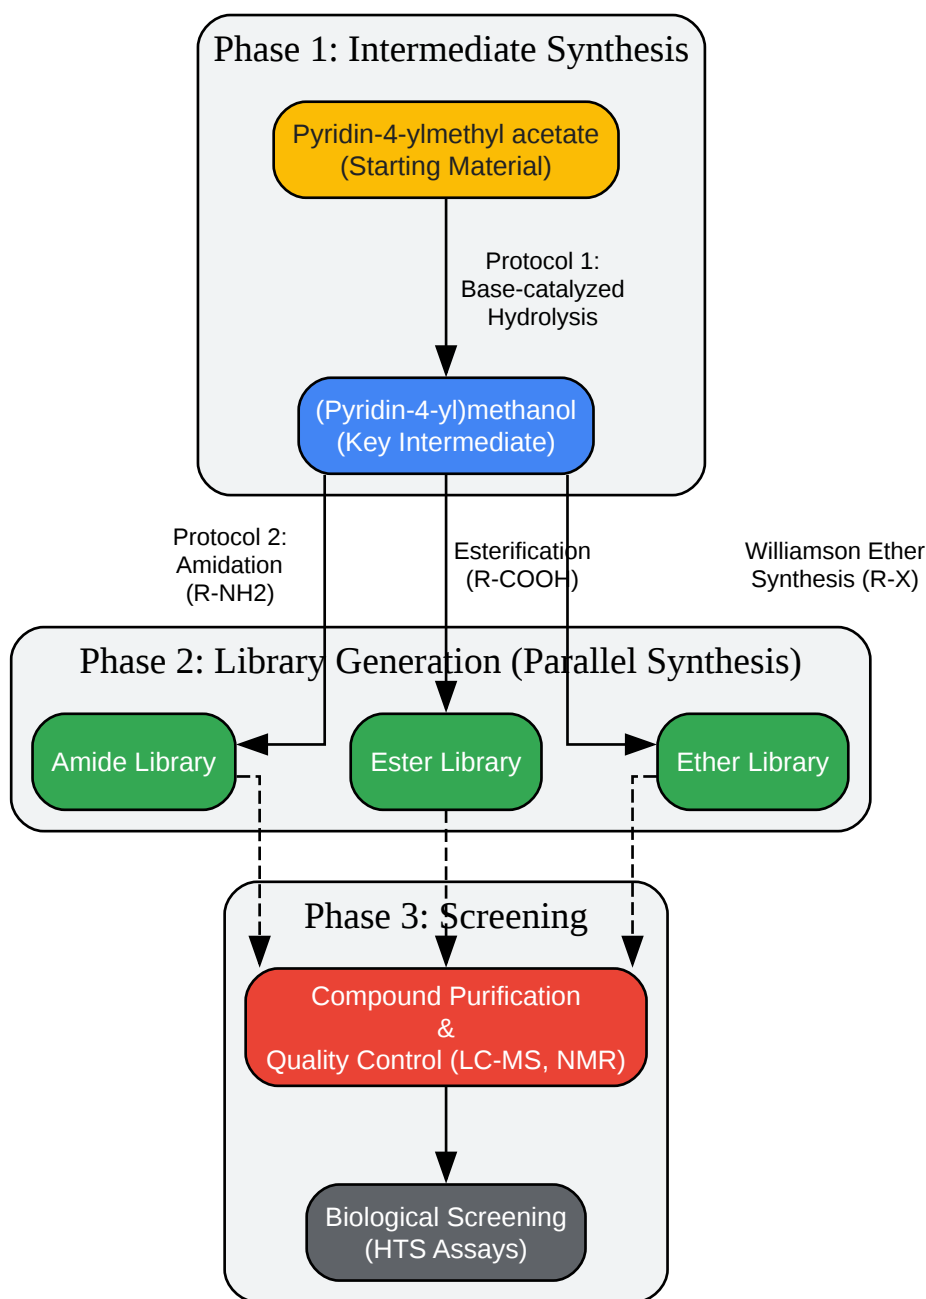 Phase 1: Intermediate Synthesis
Pyridin-4-ylmethyl acetate
(Starting Material)
Protocol 1:
Base-catalyzed
Hydrolysis
(Pyridin-4-yl)methanol
(Key Intermediate)
Protocol 2:
Amidation
(R-NH2)
Esterification
(R-COOH)
Williamson Ether
Synthesis (R-X)
Phase 2: Library Generation (Parallel Synthesis)
Amide Library
Ester Library
Ether Library
Phase 3: Screening
Compound Purification
&
Quality Control (LC-MS, NMR)
Biological Screening
(HTS Assays)